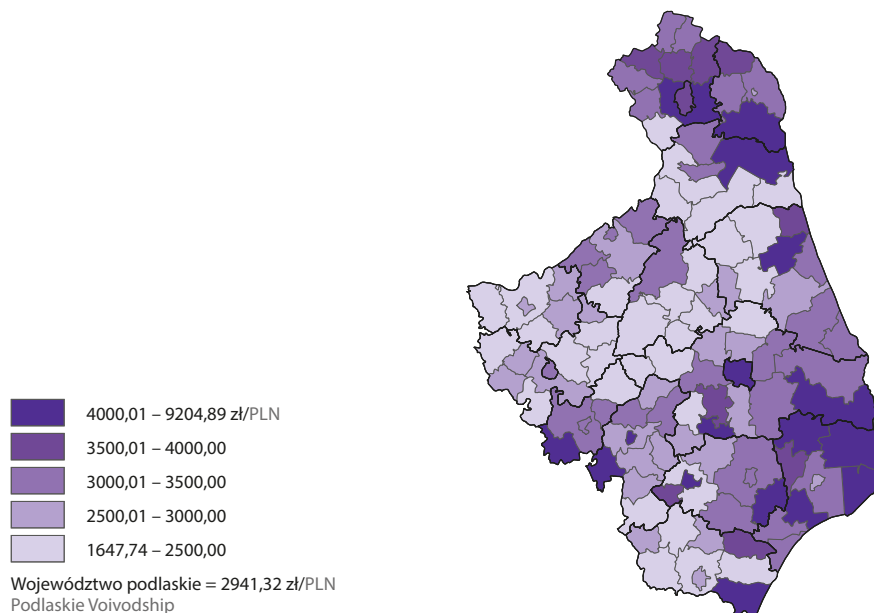 4000,01 – 9204,89 zł/PLN
3500,01 – 4000,00
3000,01 – 3500,00
2500,01 – 3000,00
1647,74 – 2500,00
Województwo podlaskie = 2941,32 zł/PLN
Podlaskie Voivodship